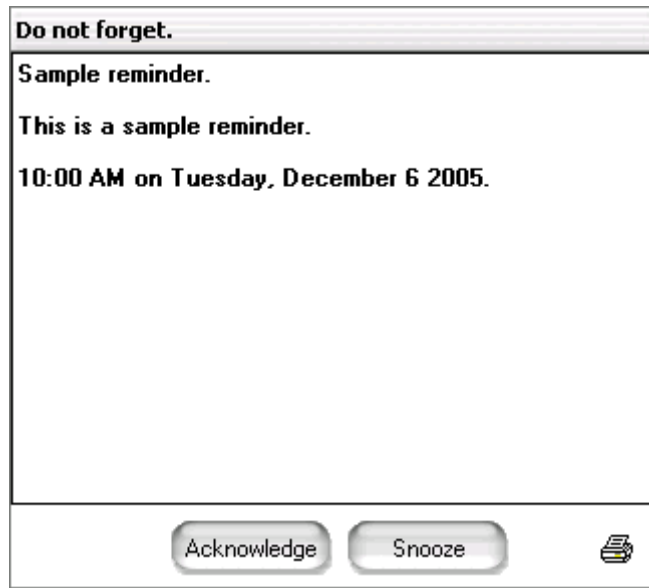 Do not forget.
Sample reminder.
This is a sample reminder.
10:00 AM on Tuesday, December 6 2005.
Acknowledge
Snooze